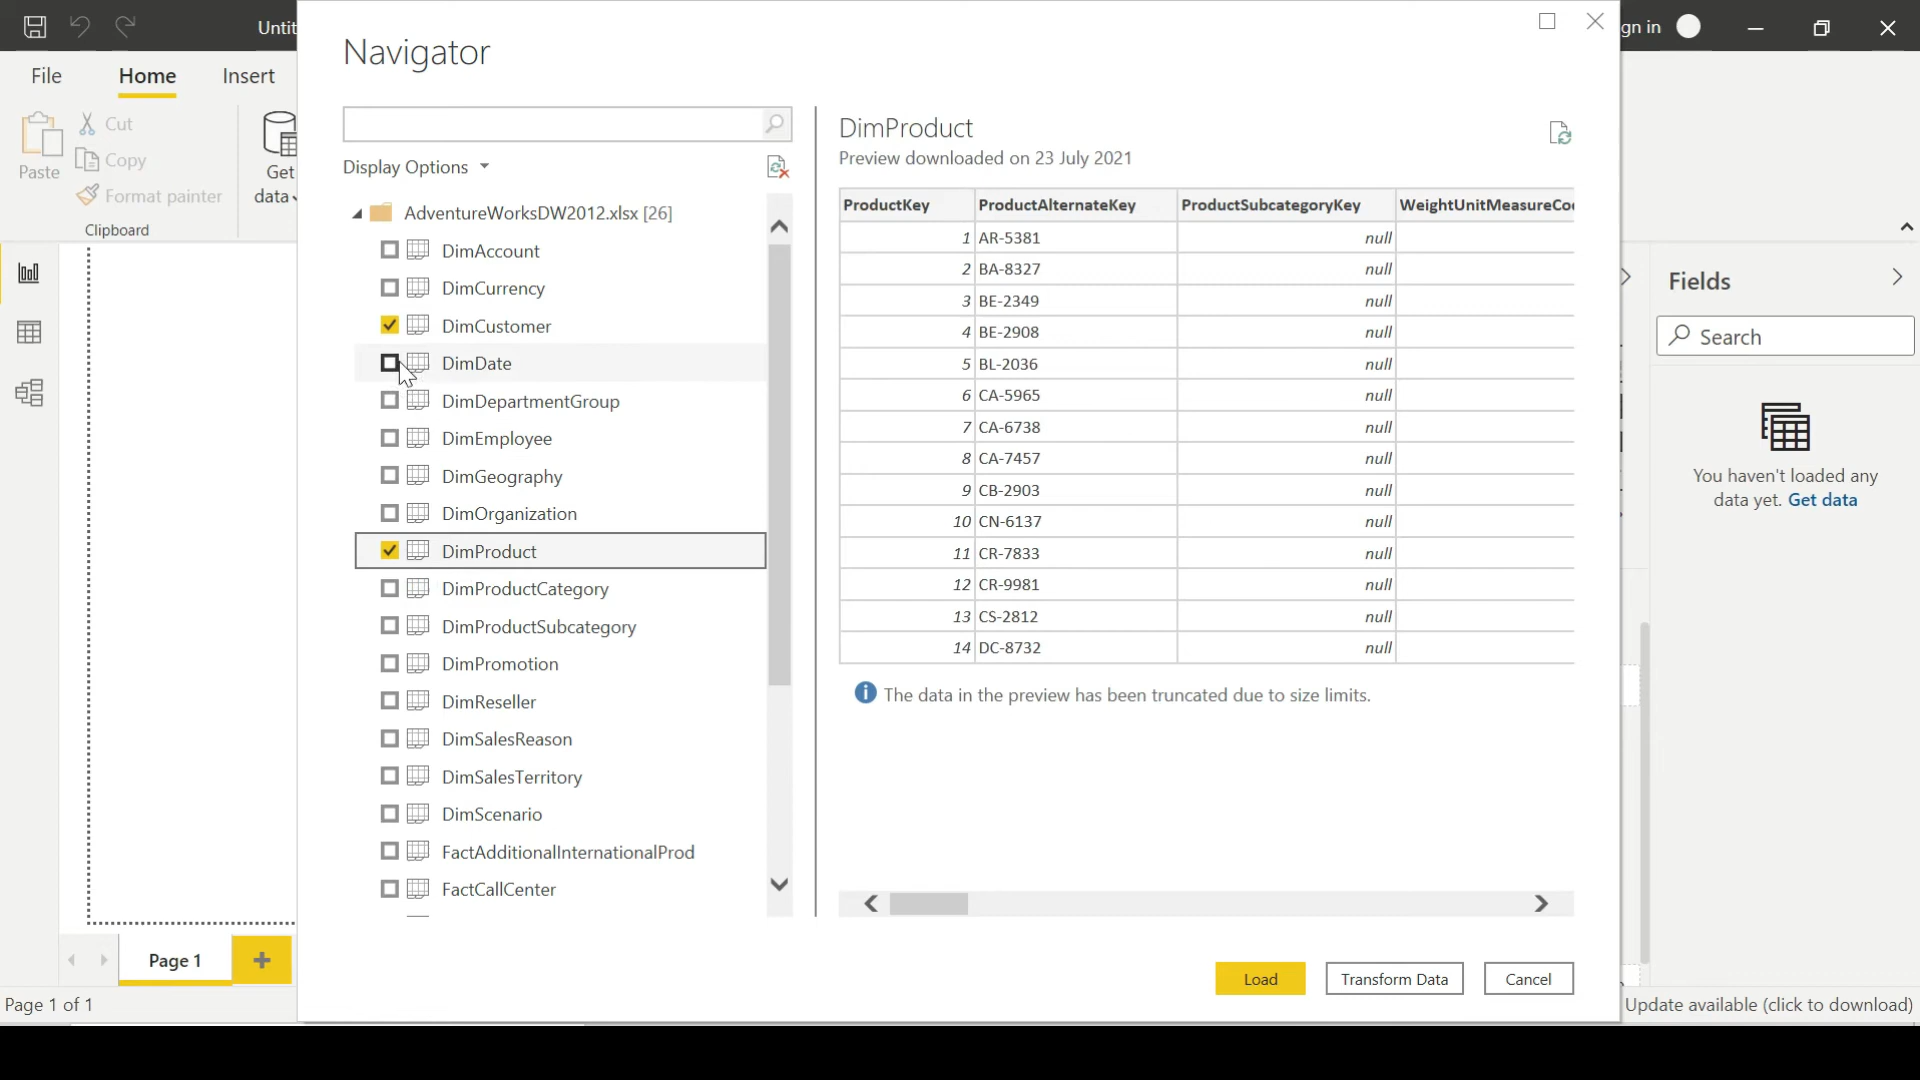 Untit
gn in
File
Home
Insert
Paste
Cut
Copy
Format painter
Get
data
Clipboard
Navigator
Display Options
AdventureWorksDW2012.xlsx [26]
DimAccount
DimCurrency
DimCustomer
DimDate
DimDepartmentGroup
DimEmployee
DimGeography
DimOrganization
DimProduct
DimProductCategory
DimProductSubcategory
DimPromotion
DimReseller
DimSalesReason
DimSalesTerritory
DimScenario
FactAdditionalInternationalProd
FactCallCenter
DimProduct
Preview downloaded on 23 July 2021
ProductKey ProductAlternateKey ProductSubcategoryKey WeightUnitMeasureCo
1 AR-5381 null
2 BA-8327 null
3 BE-2349 null
4 BE-2908 null
5 BL-2036 null
6 CA-5965 null
7 CA-6738 null
8 CA-7457 null
9 CB-2903 null
10 CN-6137 null
11 CR-7833 null
12 CR-9981 null
13 CS-2812 null
14 DC-8732 null
The data in the preview has been truncated due to size limits.
Load
Transform Data
Cancel
Fields
Search
You haven't loaded any
data yet. Get data
Page 1
Page 1 of 1
Update available (click to download)